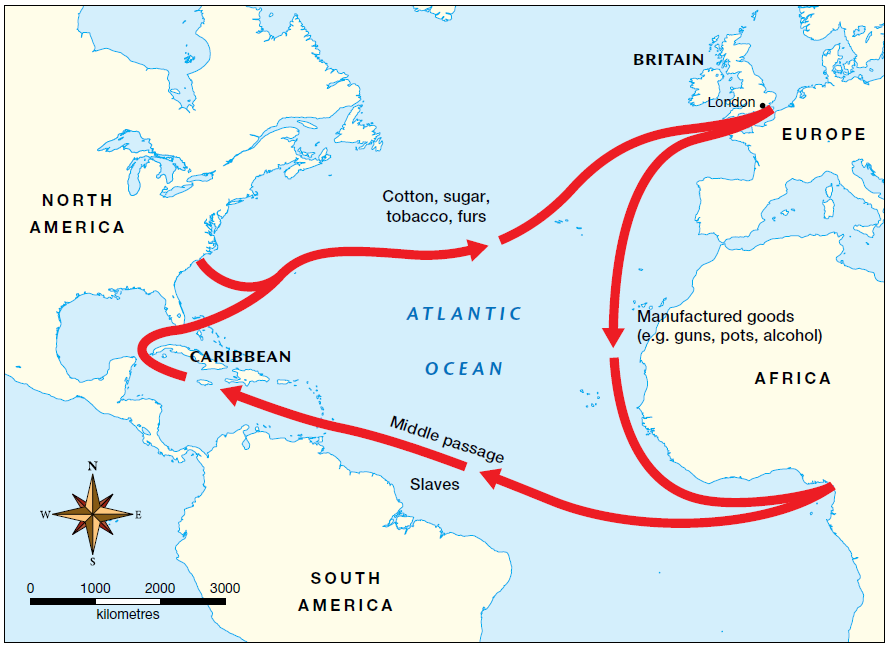 BRITAIN
London
EUROPE
NORTH
AMERICA
Cotton, sugar,
tobacco, furs
ATLANTIC
OCEAN
Manufactured goods
(e.g. guns, pots, alcohol)
CARIBBEAN
AFRICA
Middle passage
Slaves
N
W
E
S
SOUTH
AMERICA
0 1000 2000 3000
kilometres